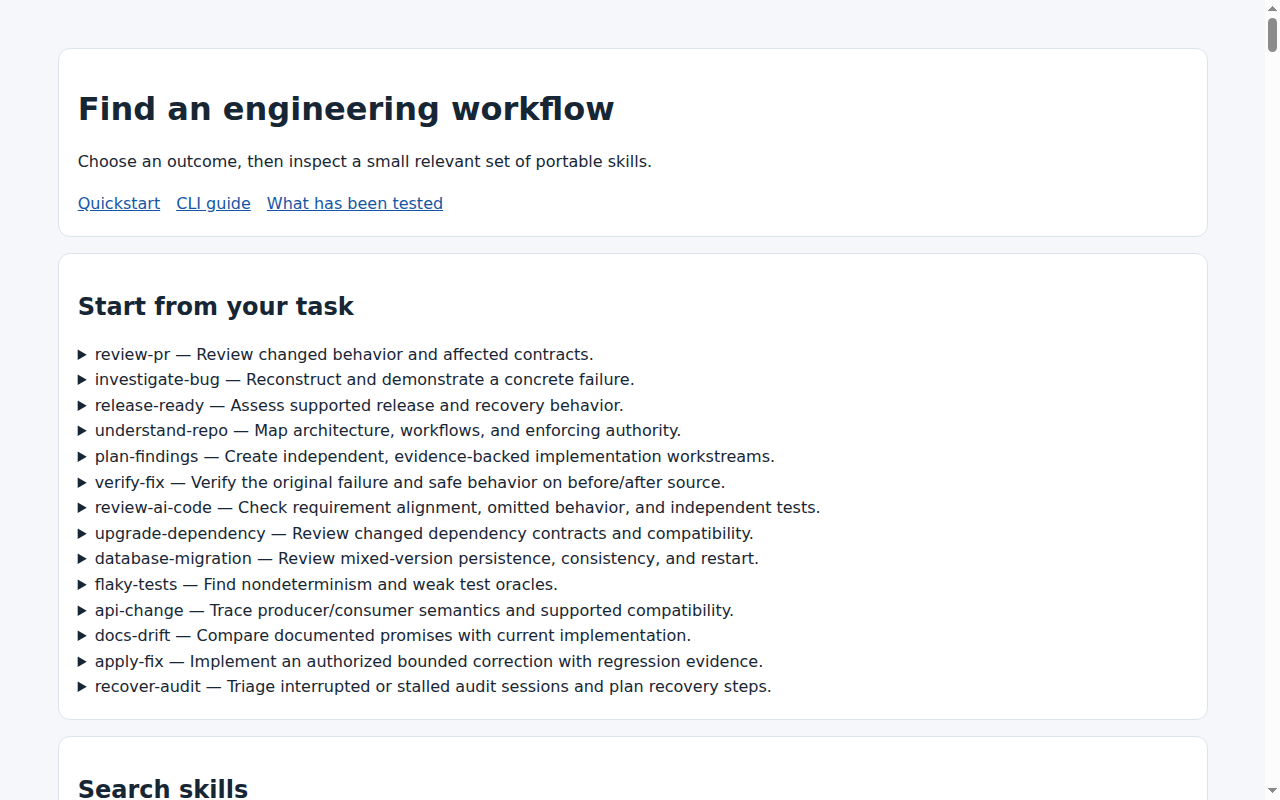 Find an engineering workflow
Choose an outcome, then inspect a small relevant set of portable skills.
Quickstart CLI guide What has been tested
Start from your task
review-pr — Review changed behavior and affected contracts.
investigate-bug — Reconstruct and demonstrate a concrete failure.
release-ready — Assess supported release and recovery behavior.
understand-repo — Map architecture, workflows, and enforcing authority.
plan-findings — Create independent, evidence-backed implementation workstreams.
verify-fix — Verify the original failure and safe behavior on before/after source.
review-ai-code — Check requirement alignment, omitted behavior, and independent tests.
upgrade-dependency — Review changed dependency contracts and compatibility.
database-migration — Review mixed-version persistence, consistency, and restart.
flaky-tests — Find nondeterminism and weak test oracles.
api-change — Trace producer/consumer semantics and supported compatibility.
docs-drift — Compare documented promises with current implementation.
apply-fix — Implement an authorized bounded correction with regression evidence.
recover-audit — Triage interrupted or stalled audit sessions and plan recovery steps.
Search skills